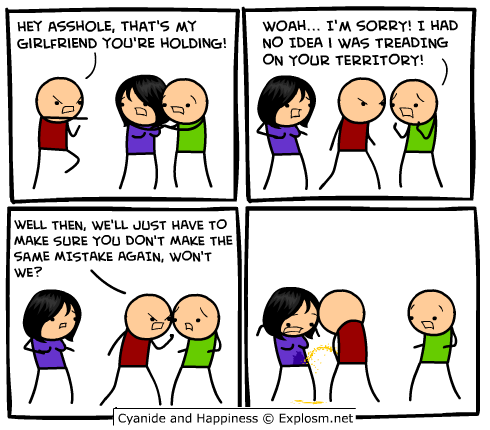 HEY ASSHOLE, THAT'S MY
GIRLFRIEND YOU'RE HOLDING!
WOAH... I'M SORRY! I HAD
NO IDEA I WAS TREADING
ON YOUR TERRITORY!
WELL THEN, WE'LL JUST HAVE TO
MAKE SURE YOU DON'T MAKE THE
SAME MISTAKE AGAIN, WON'T
WE?
Cyanide and Happiness © Explosm.net